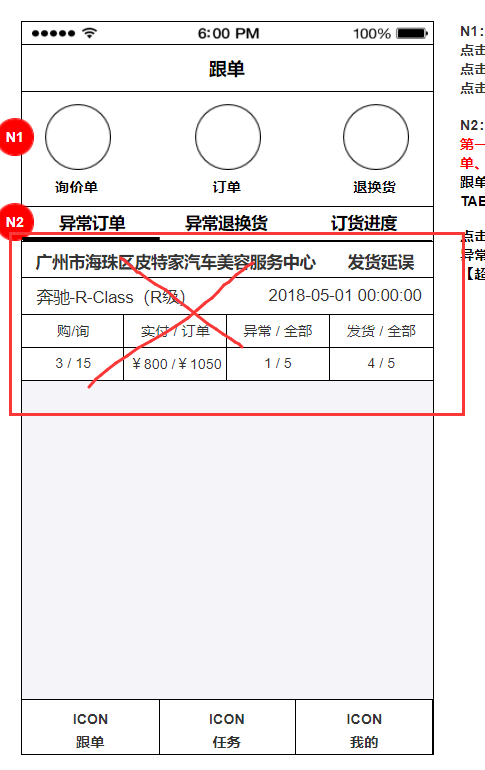 6:00 PM 100%
跟单
N1
询价单 订单 退换货
N2
异常订单 异常退换货 订货进度
广州市海珠区皮特家汽车美容服务中心 发货延误
奔驰-R-Class（R级） 2018-05-01 00:00:00
购/询 实付 / 订单 异常 / 全部 发货 / 全部
3 / 15 ￥800 /￥1050 1 / 5 4 / 5
ICON ICON ICON
跟单 任务 我的
N1:
点击
点击
点击
N2:
第一
单、
跟单
TAE
点击
异常
【超